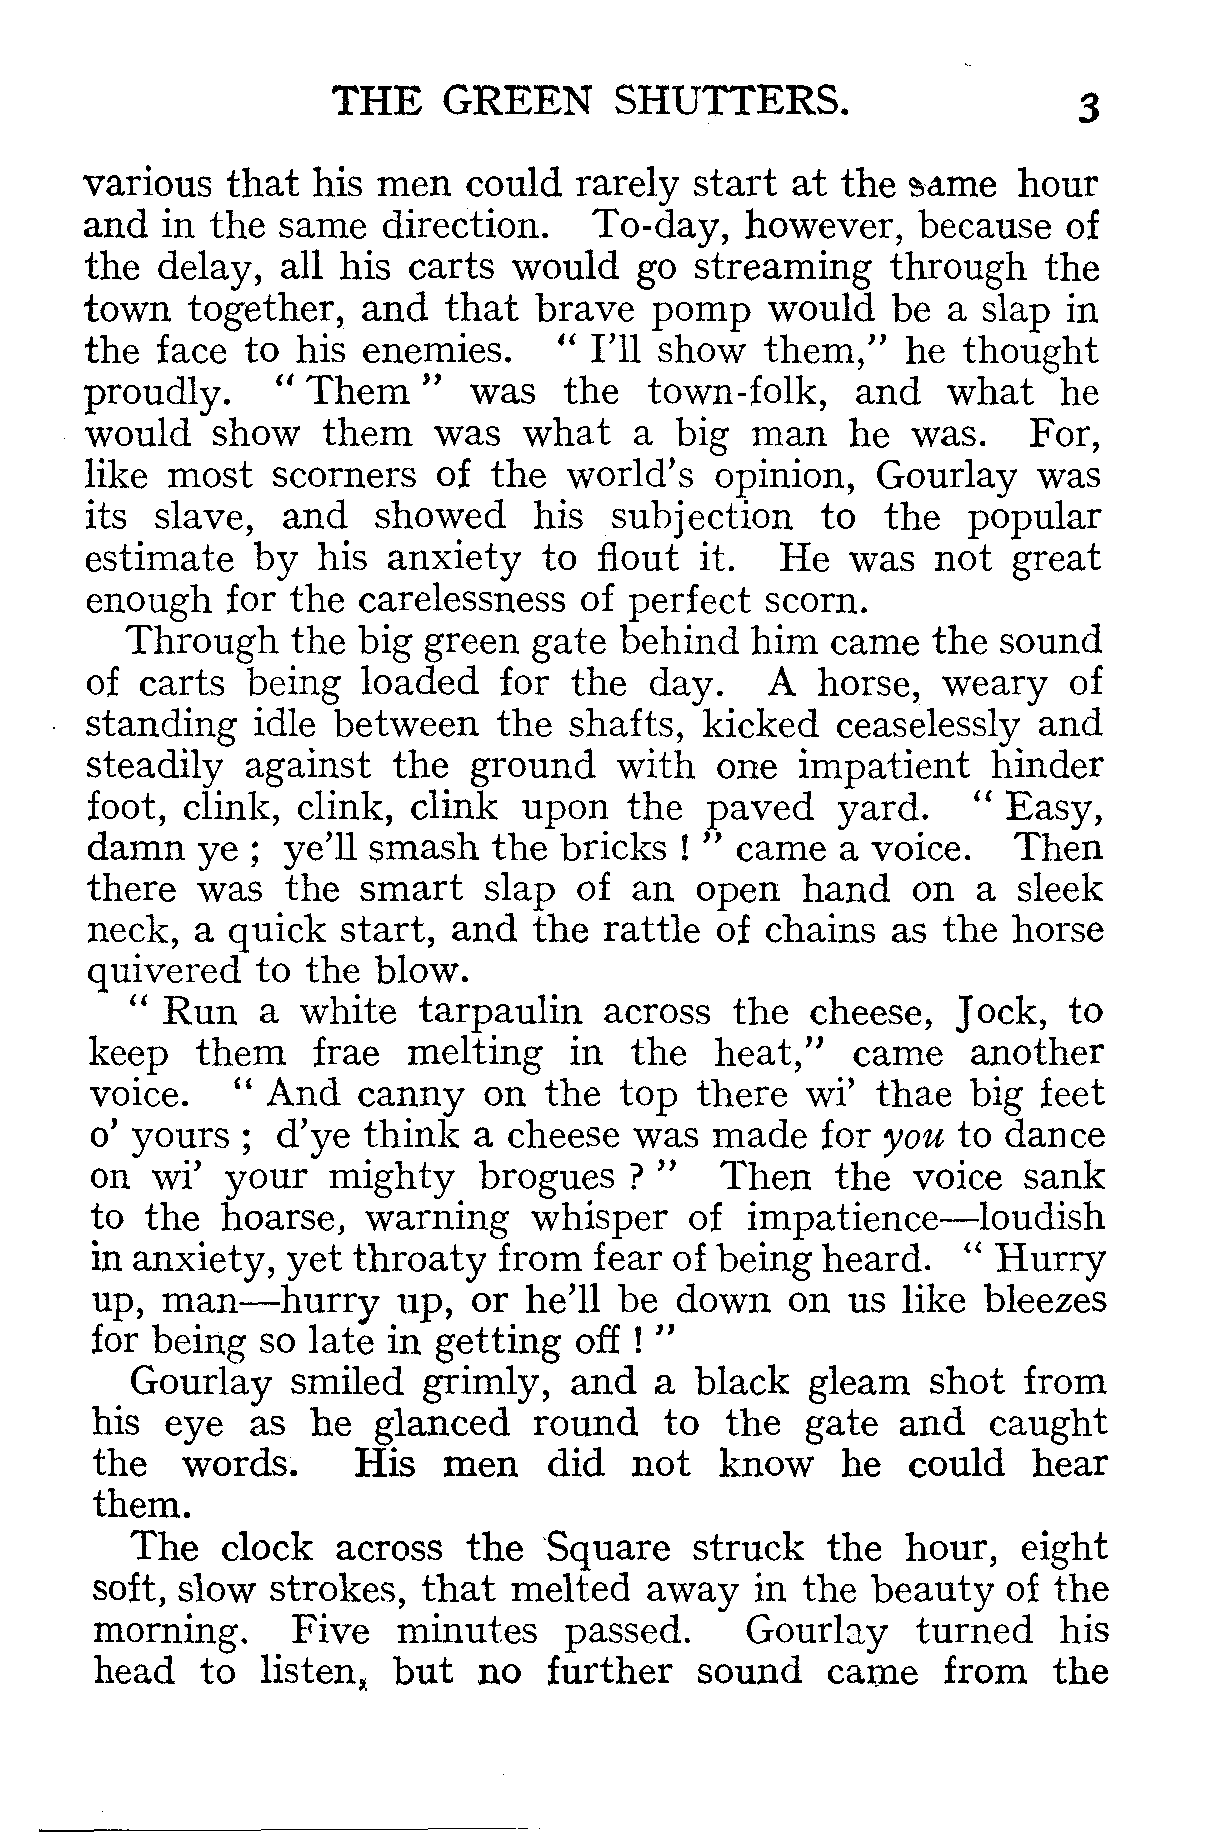 THE GREEN SHUTTERS. 3
various that his men could rarely start at the same hour
and in the same direction. To-day, however, because of
the delay, all his carts would go streaming through the
town together, and that brave pomp would be a slap in
the face to his enemies. “ I’ll show them,” he thought
proudly. “ Them ” was the town-folk, and what he
would show them was what a big man he was. For,
like most scorners of the world’s opinion, Gourlay was
its slave, and showed his subjection to the popular
estimate by his anxiety to flout it. He was not great
enough for the carelessness of perfect scorn.
Through the big green gate behind him came the sound
of carts being loaded for the day. A horse, weary of
standing idle between the shafts, kicked ceaselessly and
steadily against the ground with one impatient hinder
foot, clink, clink, clink upon the paved yard. “ Easy,
damn ye ; ye’ll smash the bricks ! ” came a voice. Then
there was the smart slap of an open hand on a sleek
neck, a quick start, and the rattle of chains as the horse
quivered to the blow.
“ Run a white tarpaulin across the cheese, Jock, to
keep them frae melting in the heat,” came another
voice. “ And canny on the top there wi’ thae big feet
o’ yours ; d’ye think a cheese was made for you to dance
on wi’ your mighty brogues ? ” Then the voice sank
to the hoarse, warning whisper of impatience—loudish
in anxiety, yet throaty from fear of being heard. “ Hurry
up, man—hurry up, or he’ll be down on us like bleezes
for being so late in getting off ! ”
Gourlay smiled grimly, and a black gleam shot from
his eye as he glanced round to the gate and caught
the words. His men did not know he could hear
them.
The clock across the Square struck the hour, eight
soft, slow strokes, that melted away in the beauty of the
morning. Five minutes passed. Gourlay turned his
head to listen, but no further sound came from the